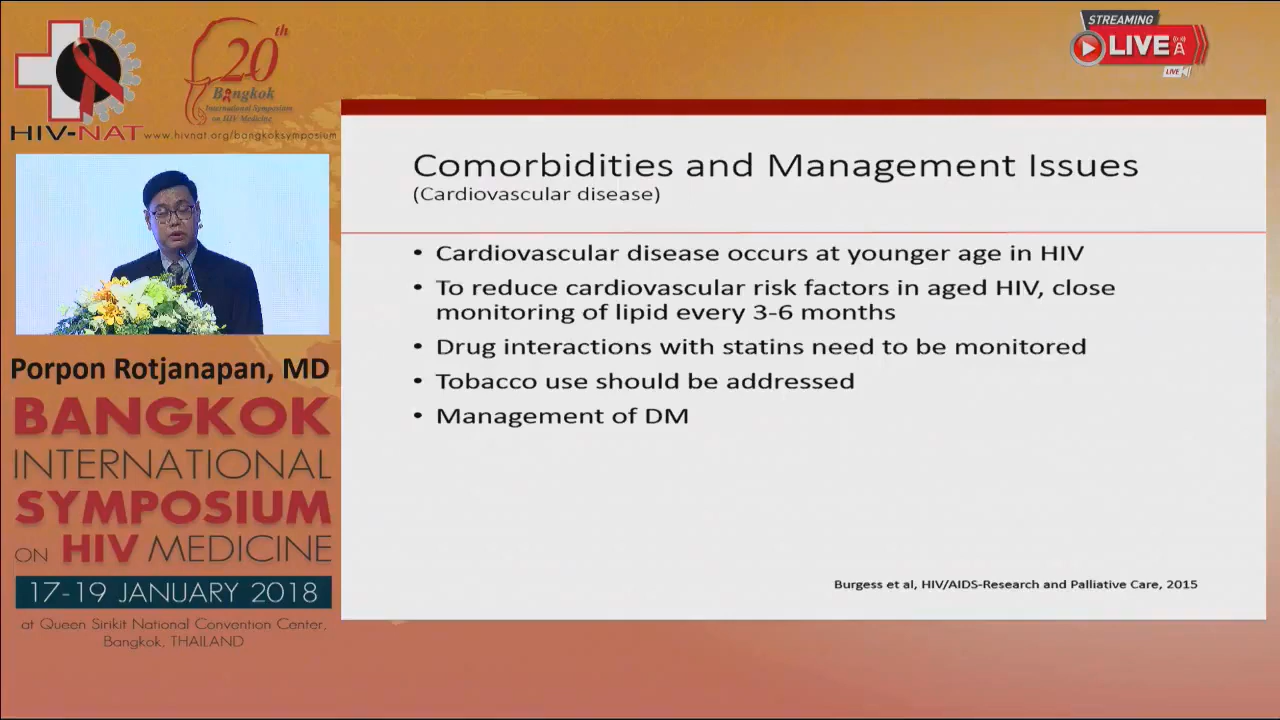 HIV-NAT
20th
Bangkok
International Symposium
on HIV Medicine
www.hivnat.org/bangkoksymposium
STREAMING
LIVE
LIVE
Porpon Rotjanapan, MD
BANGKOK
INTERNATIONAL
SYMPOSIUM
ON HIV MEDICINE
17-19 JANUARY 2018
at Queen Sirikit National Convention Center,
Bangkok, THAILAND
Comorbidities and Management Issues
(Cardiovascular disease)
• Cardiovascular disease occurs at younger age in HIV
• To reduce cardiovascular risk factors in aged HIV, close
monitoring of lipid every 3-6 months
• Drug interactions with statins need to be monitored
• Tobacco use should be addressed
• Management of DM
Burgess et al, HIV/AIDS-Research and Palliative Care, 2015